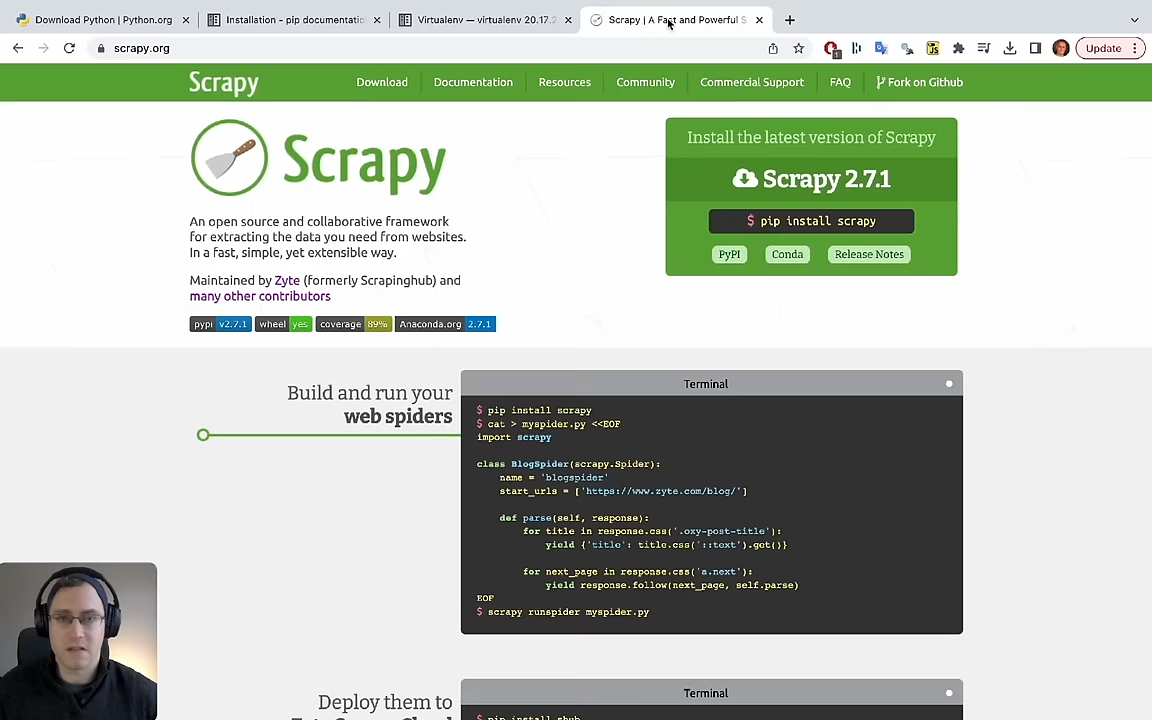 Download Python | Python.org
Installation - pip documentatio
Virtualenv — virtualenv 20.17.2
Scrapy | A Fast and Powerful S
scrapy.org
1
JS
Update
Scrapy
Download
Documentation
Resources
Community
Commercial Support
FAQ
Fork on Github
Scrapy
An open source and collaborative framework
for extracting the data you need from websites.
In a fast, simple, yet extensible way.
Maintained by Zyte (formerly Scrapinghub) and
many other contributors
pypi v2.7.1 wheel yes coverage 89% Anaconda.org 2.7.1
Install the latest version of Scrapy
Scrapy 2.7.1
$ pip install scrapy
PyPI
Conda
Release Notes
Build and run your
web spiders
Terminal
$ pip install scrapy
$ cat > myspider.py <<EOF
import scrapy
class BlogSpider(scrapy.Spider):
name = 'blogspider'
start_urls = ['https://www.zyte.com/blog/']
def parse(self, response):
for title in response.css('.oxy-post-title'):
yield {'title': title.css('::text').get()}
for next_page in response.css('a.next'):
yield response.follow(next_page, self.parse)
EOF
$ scrapy runspider myspider.py
Deploy them to
Terminal
$ pip install shub